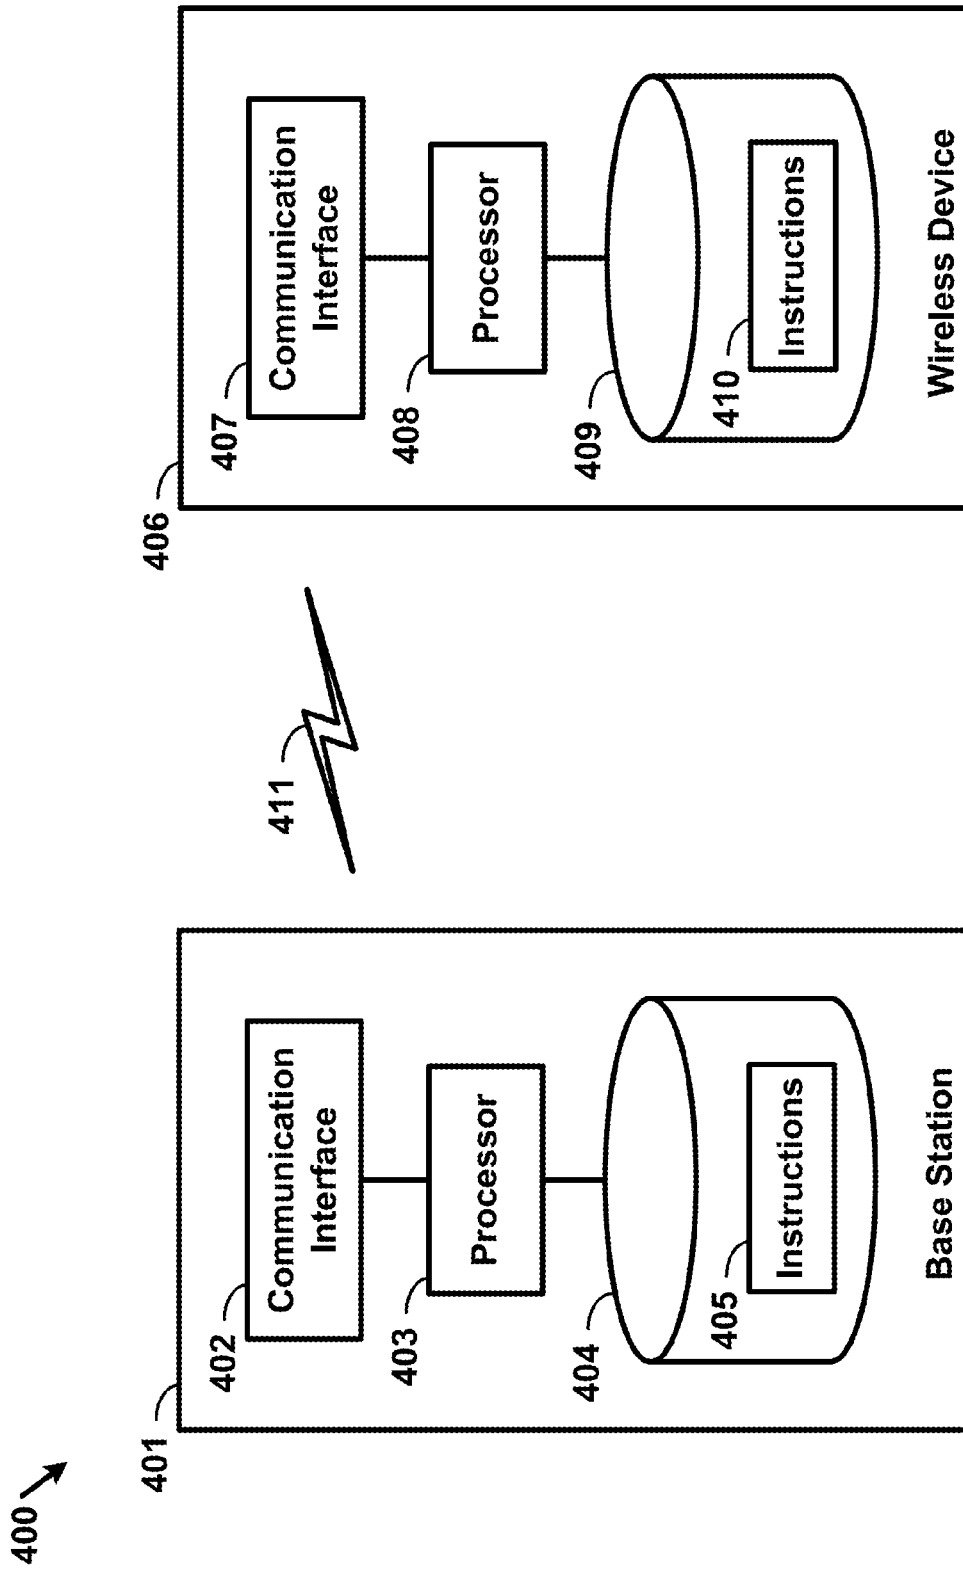 400
401
402
Communication
Interface
403
Processor
404
405
Instructions
Base Station
411
406
407
Communication
Interface
408
Processor
409
410
Instructions
Wireless Device